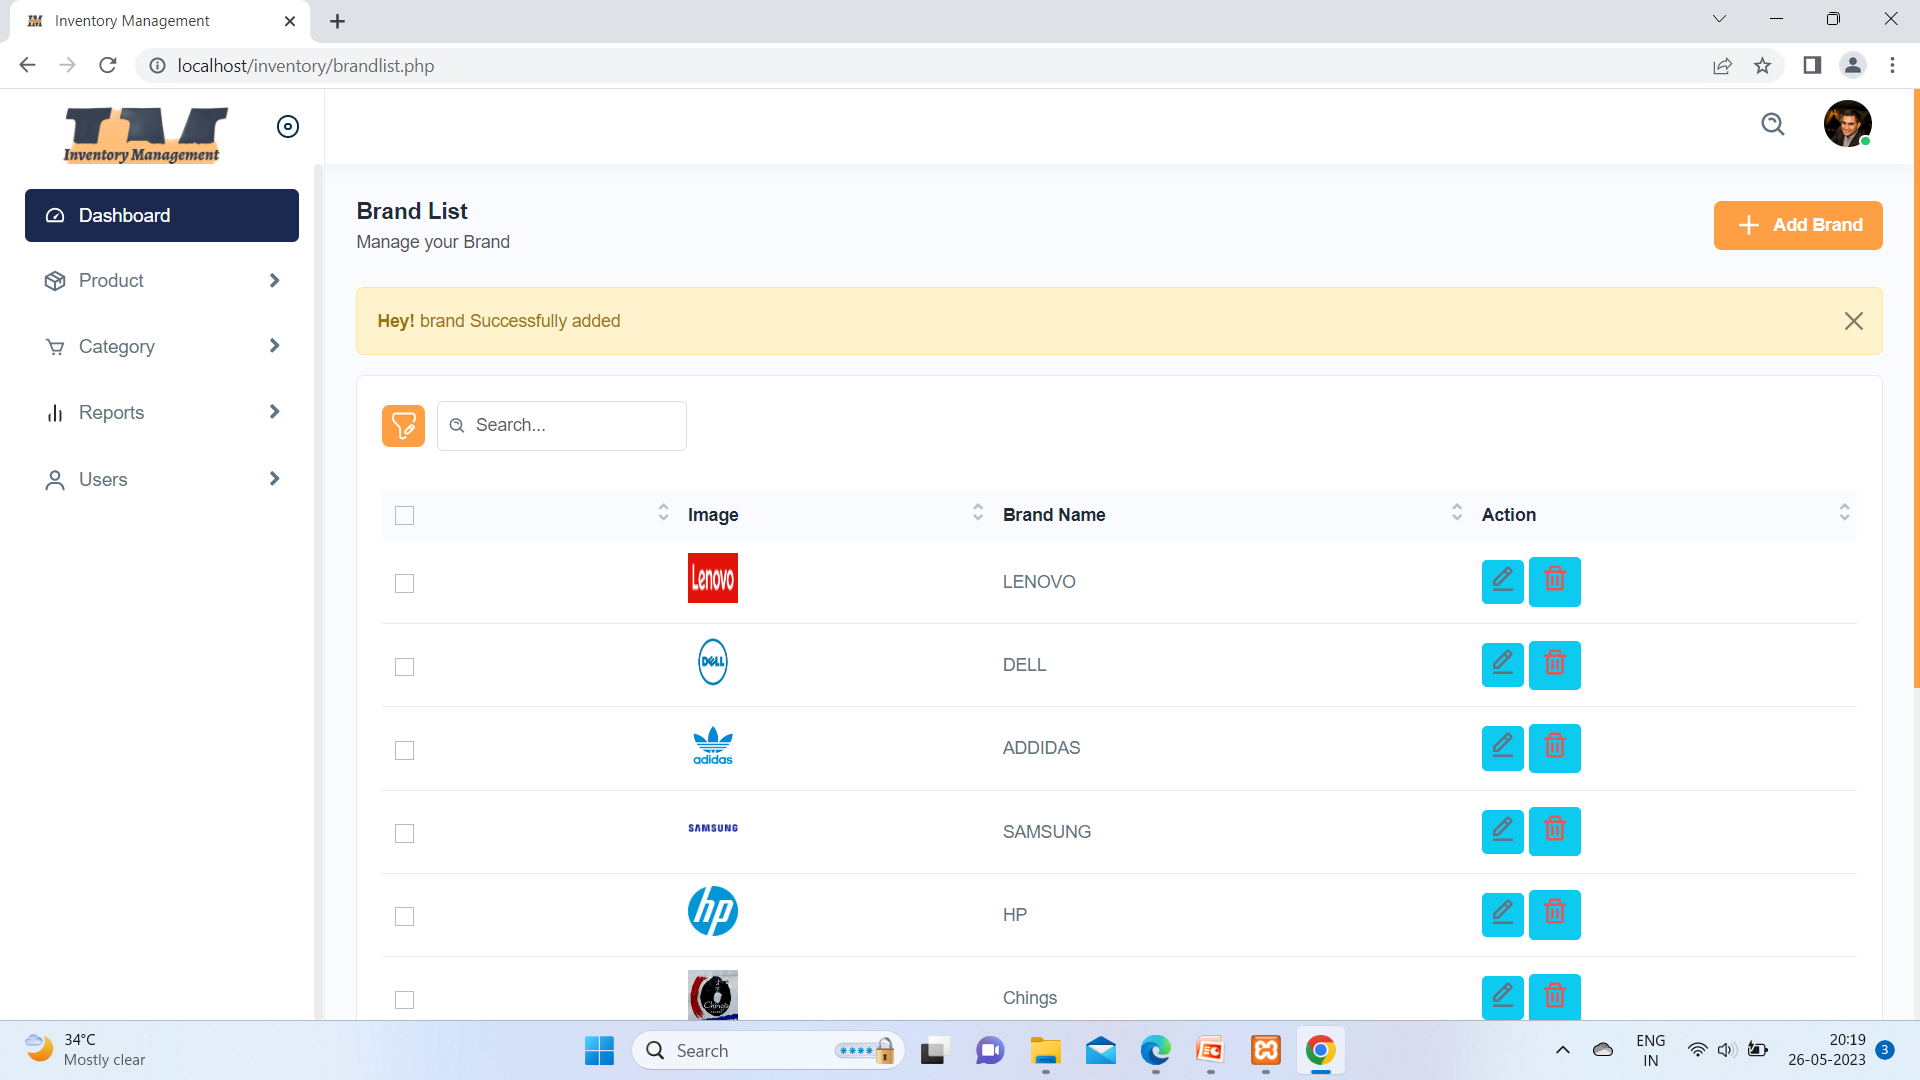 Inventory Management
localhost/inventory/brandlist.php
IM
Inventory Management
Dashboard
Product
Category
Reports
Users
Brand List
Manage your Brand
Add Brand
Hey! brand Successfully added
Search...
Image Brand Name Action
Lenovo LENOVO
DELL DELL
adidas ADDIDAS
SAMSUNG SAMSUNG
hp HP
Ching's Chings
34°C
Mostly clear
Search
ENG
IN
20:19
26-05-2023
3